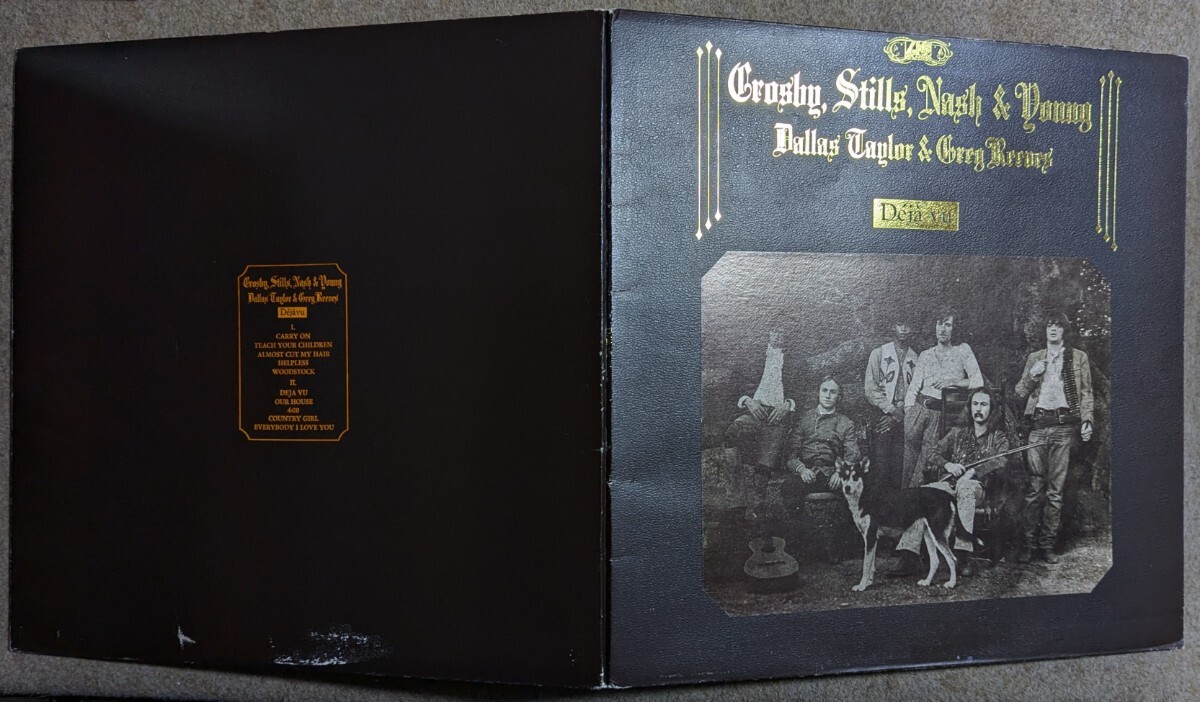 Crosby, Stills, Nash & Young
Dallas Taylor & Greg Reeves
Déjà vu
I.
CARRY ON
TEACH YOUR CHILDREN
ALMOST CUT MY HAIR
HELPLESS
WOODSTOCK
II.
DEJA VU
OUR HOUSE
4+20
COUNTRY GIRL
EVERYBODY I LOVE YOU
Crosby, Stills, Nash & Young
Dallas Taylor & Greg Reeves
Déjà vu